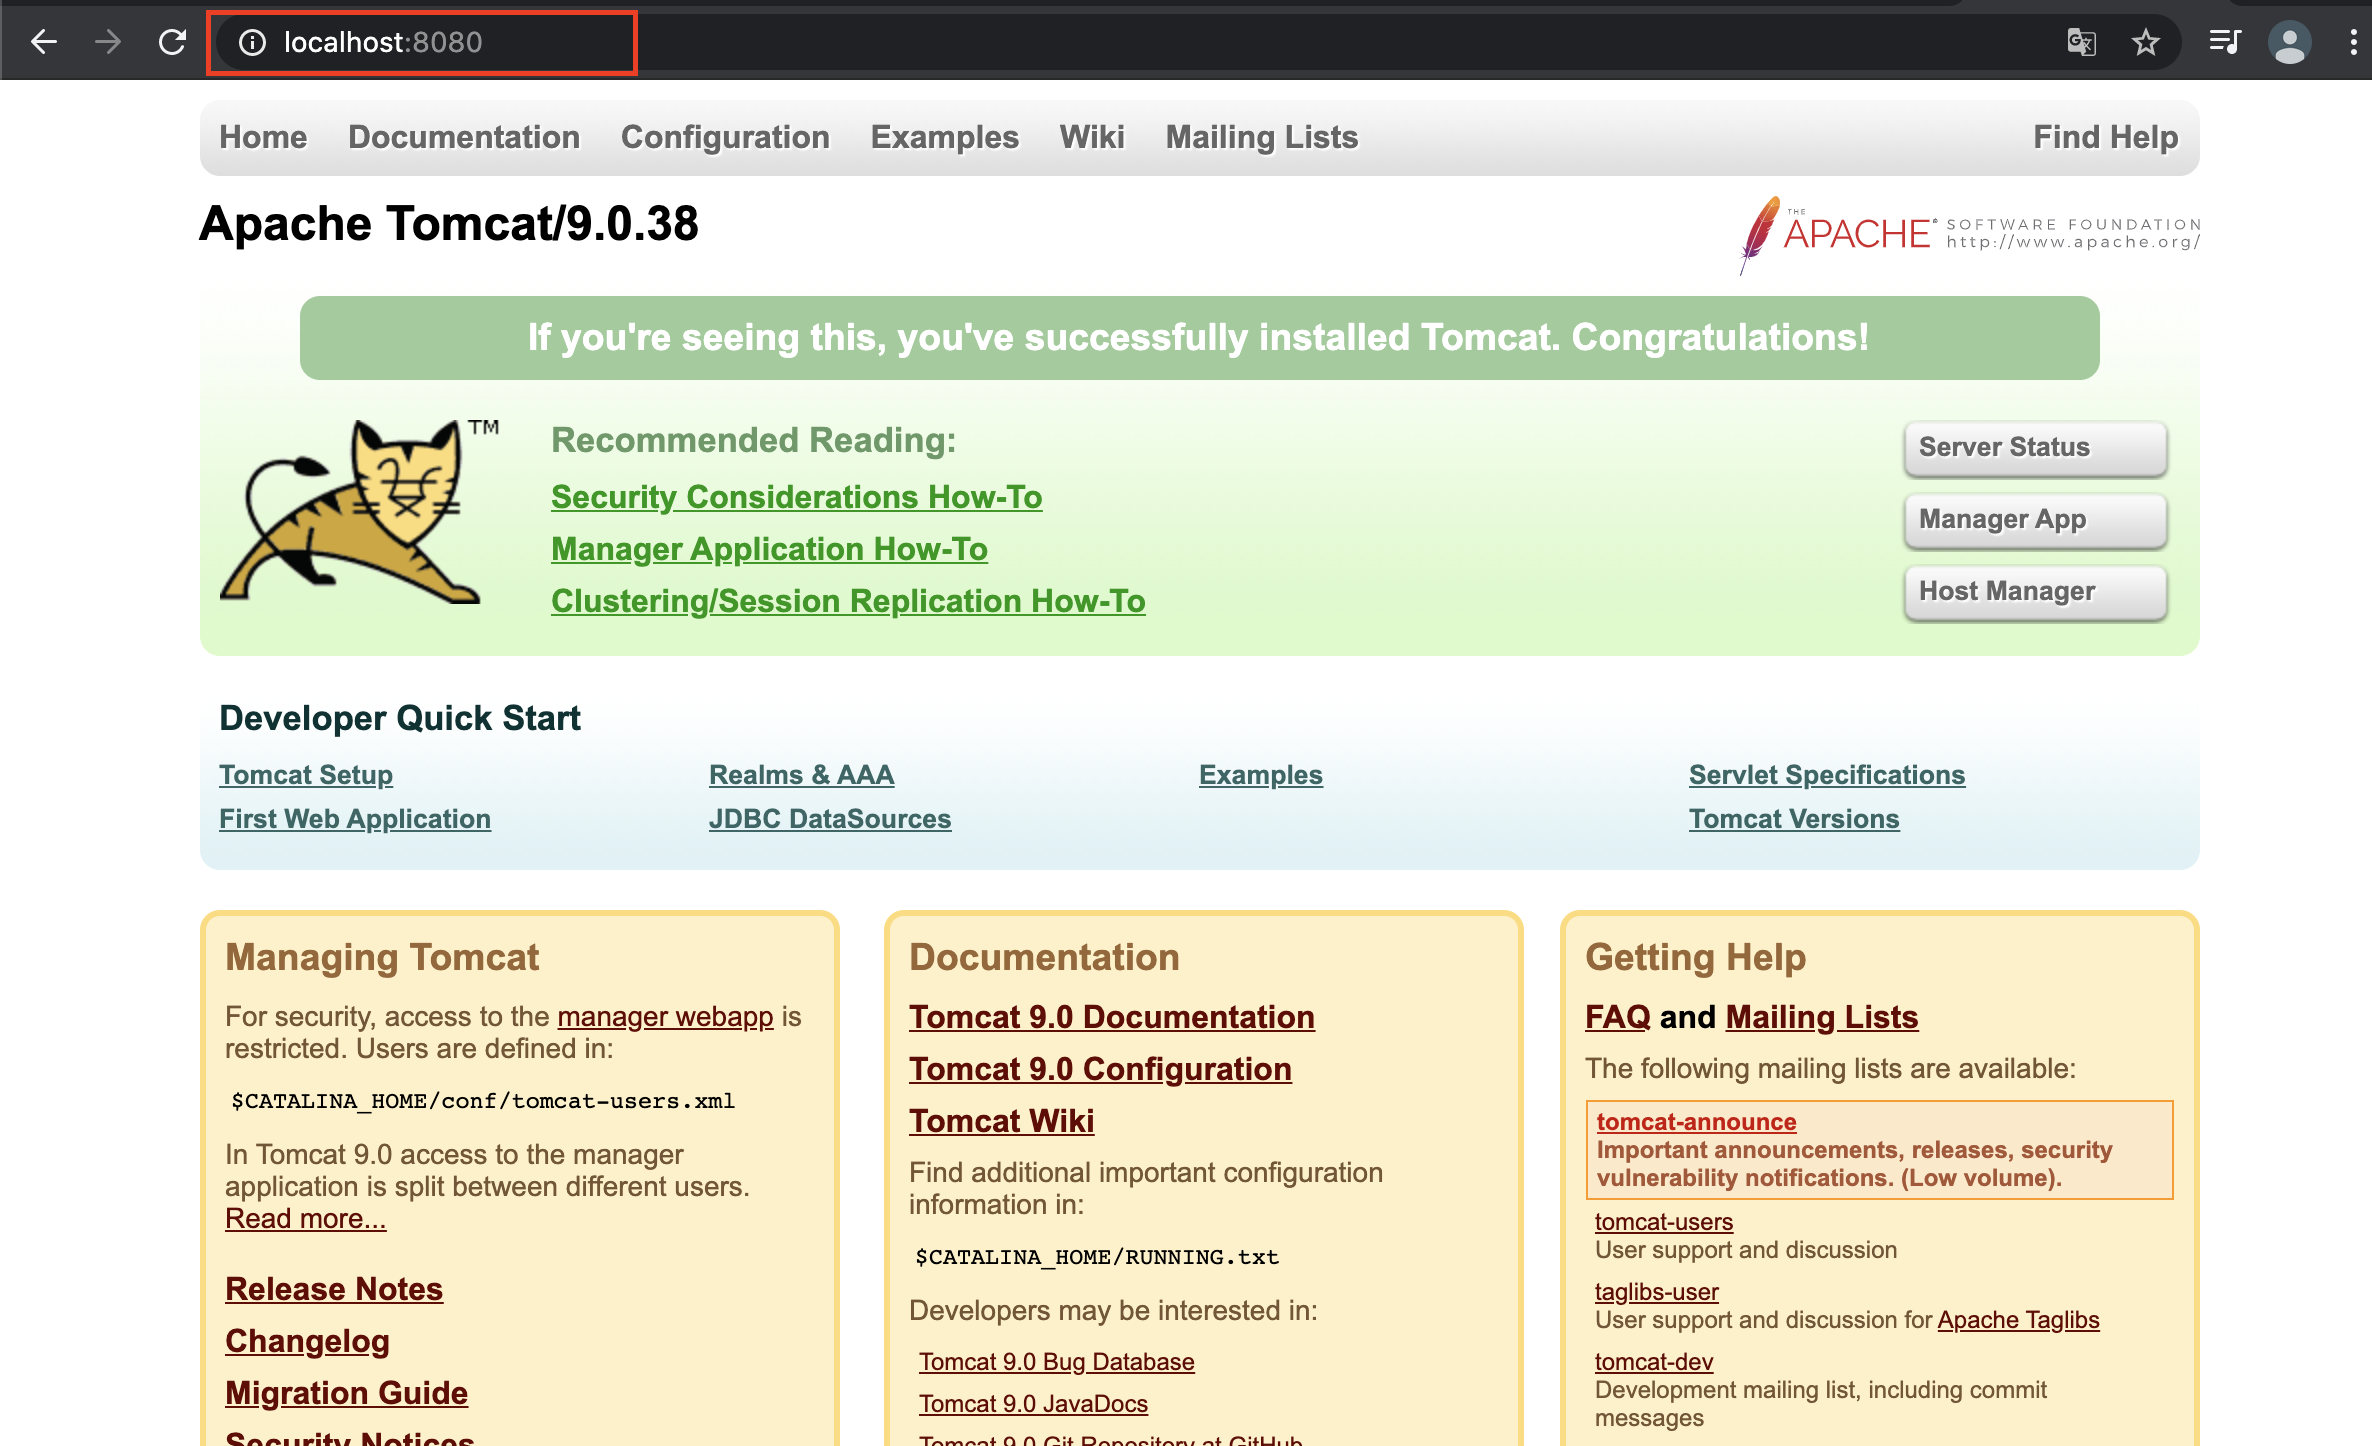 localhost:8080
Home Documentation Configuration Examples Wiki Mailing Lists Find Help
Apache Tomcat/9.0.38
THE APACHE® SOFTWARE FOUNDATION
http://www.apache.org/
If you're seeing this, you've successfully installed Tomcat. Congratulations!
TM
Recommended Reading:
Security Considerations How-To
Manager Application How-To
Clustering/Session Replication How-To
Server Status
Manager App
Host Manager
Developer Quick Start
Tomcat Setup
First Web Application
Realms & AAA
JDBC DataSources
Examples
Servlet Specifications
Tomcat Versions
Managing Tomcat
For security, access to the manager webapp is
restricted. Users are defined in:
$CATALINA_HOME/conf/tomcat-users.xml
In Tomcat 9.0 access to the manager
application is split between different users.
Read more...
Release Notes
Changelog
Migration Guide
Security Notices
Documentation
Tomcat 9.0 Documentation
Tomcat 9.0 Configuration
Tomcat Wiki
Find additional important configuration
information in:
$CATALINA_HOME/RUNNING.txt
Developers may be interested in:
Tomcat 9.0 Bug Database
Tomcat 9.0 JavaDocs
Tomcat 9.0 Git Repository at GitHub
Getting Help
FAQ and Mailing Lists
The following mailing lists are available:
tomcat-announce
Important announcements, releases, security
vulnerability notifications. (Low volume).
tomcat-users
User support and discussion
taglibs-user
User support and discussion for Apache Taglibs
tomcat-dev
Development mailing list, including commit
messages